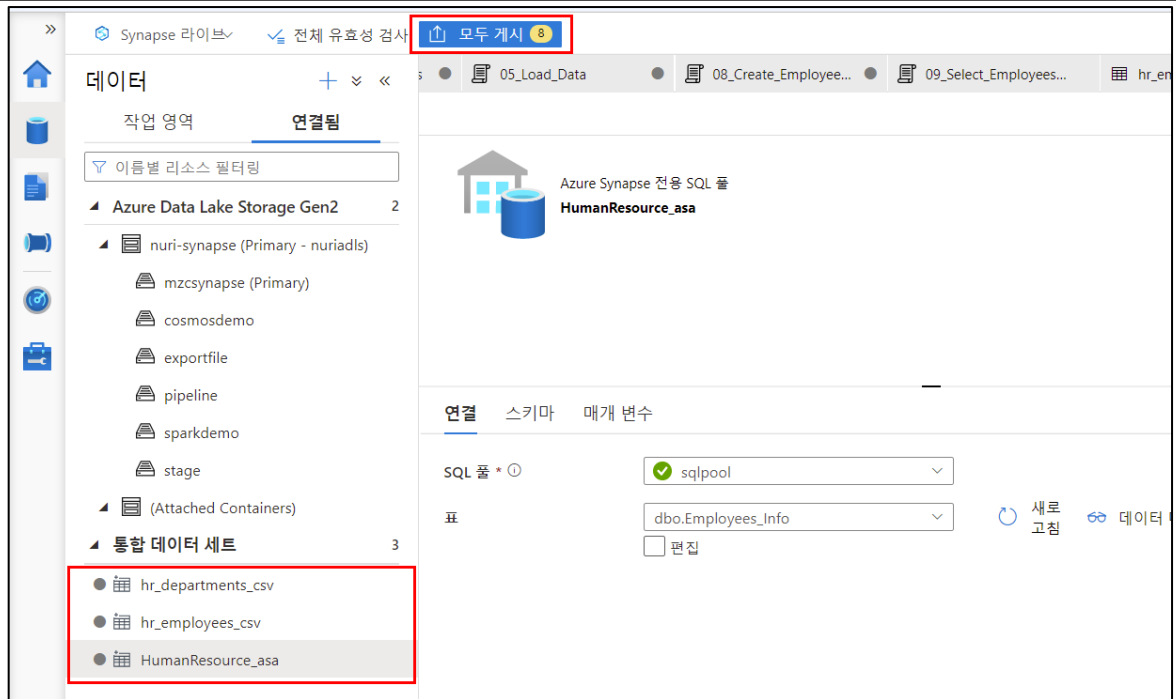 Synapse 라이브
전체 유효성 검사
모두 게시 8
데이터
작업 영역
연결됨
이름별 리소스 필터링
Azure Data Lake Storage Gen2 2
nuri-synapse (Primary - nuriadls)
mzcsynapse (Primary)
cosmosdemo
exportfile
pipeline
sparkdemo
stage
(Attached Containers)
통합 데이터 세트 3
hr_departments_csv
hr_employees_csv
HumanResource_asa
s
05_Load_Data
08_Create_Employee...
09_Select_Employees...
hr_en
Azure Synapse 전용 SQL 풀
HumanResource_asa
연결 스키마 매개 변수
SQL 풀 * sqlpool
표 dbo.Employees_Info
새로
고침
데이터
편집